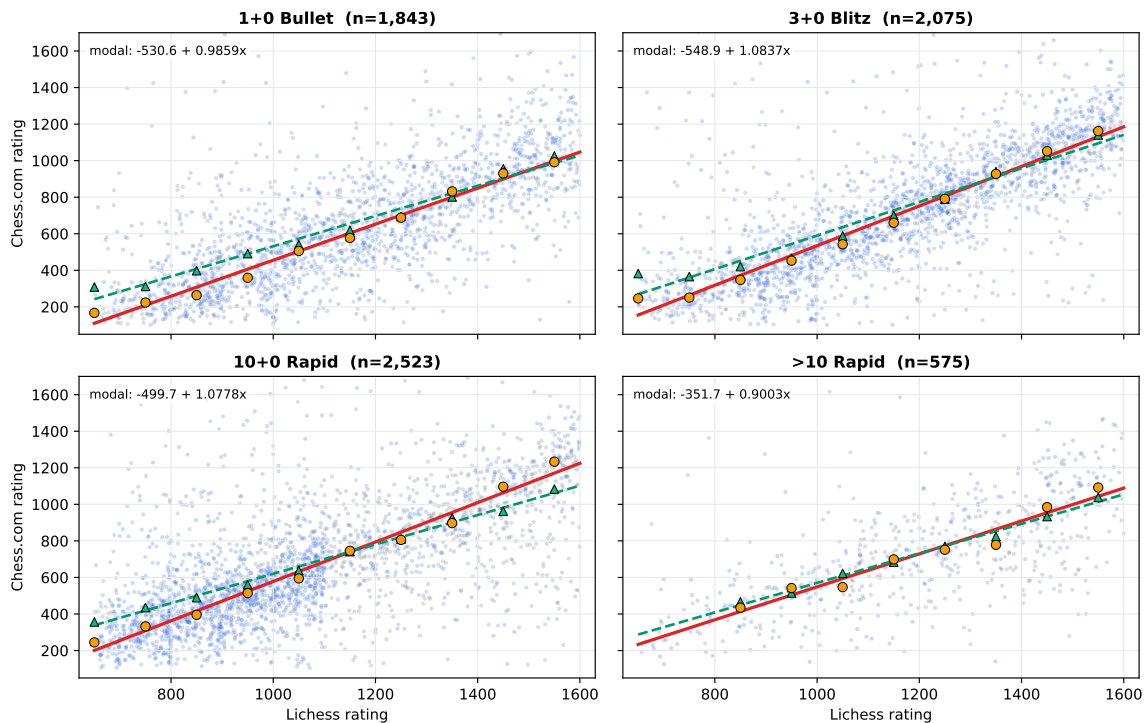 1+0 Bullet (n=1,843)
modal: -530.6 + 0.9859x
1600
1400
1200
1000
800
600
400
200
Chess.com rating
3+0 Blitz (n=2,075)
modal: -548.9 + 1.0837x
10+0 Rapid (n=2,523)
modal: -499.7 + 1.0778x
1600
1400
1200
1000
800
600
400
200
Chess.com rating
800 1000 1200 1400 1600
Lichess rating
>10 Rapid (n=575)
modal: -351.7 + 0.9003x
800 1000 1200 1400 1600
Lichess rating